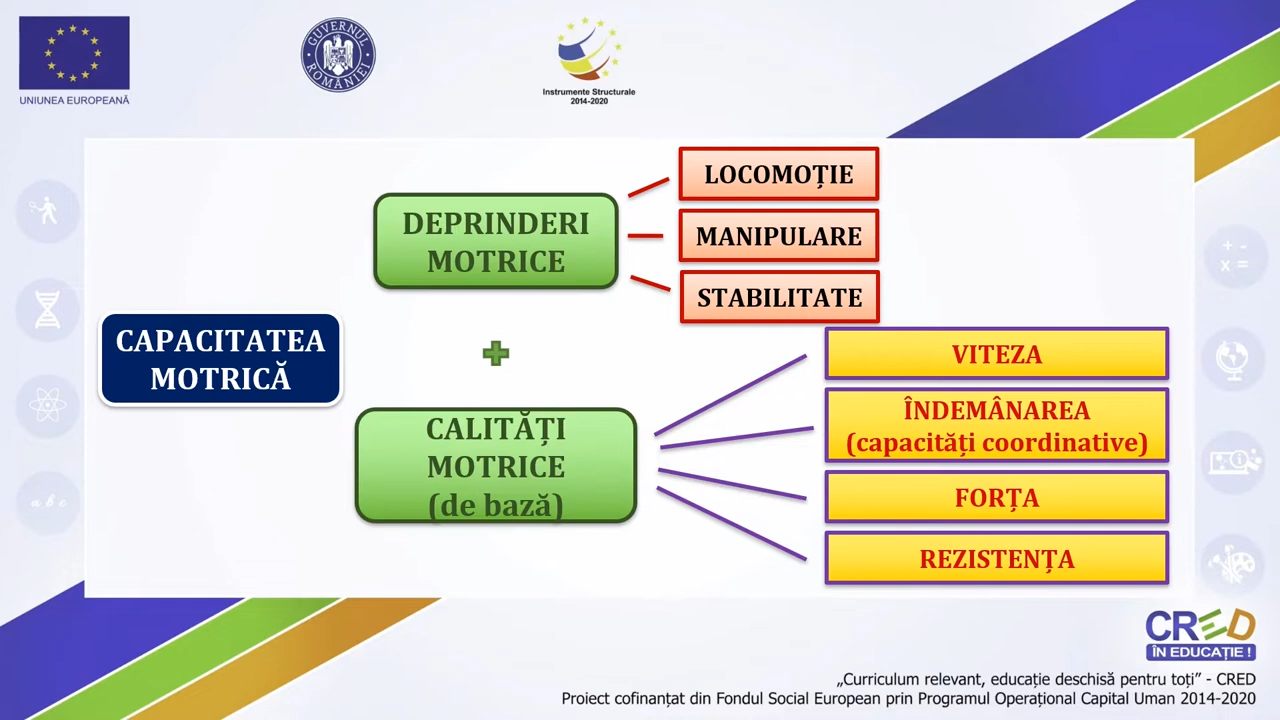 UNIUNEA EUROPEANĂ
GUVERNUL ROMÂNIEI
Instrumente Structurale
2014-2020
LOCOMOȚIE
DEPRINDERI
MOTRICE
MANIPULARE
STABILITATE
CAPACITATEA
MOTRICĂ
CALITĂȚI
MOTRICE
(de bază)
VITEZA
ÎNDEMÂNAREA
(capacități coordinative)
FORȚA
REZISTENȚA
+ -
x =
a b c
CRED
ÎN EDUCAȚIE !
„Curriculum relevant, educație deschisă pentru toți” - CRED
Proiect cofinanțat din Fondul Social European prin Programul Operațional Capital Uman 2014-2020